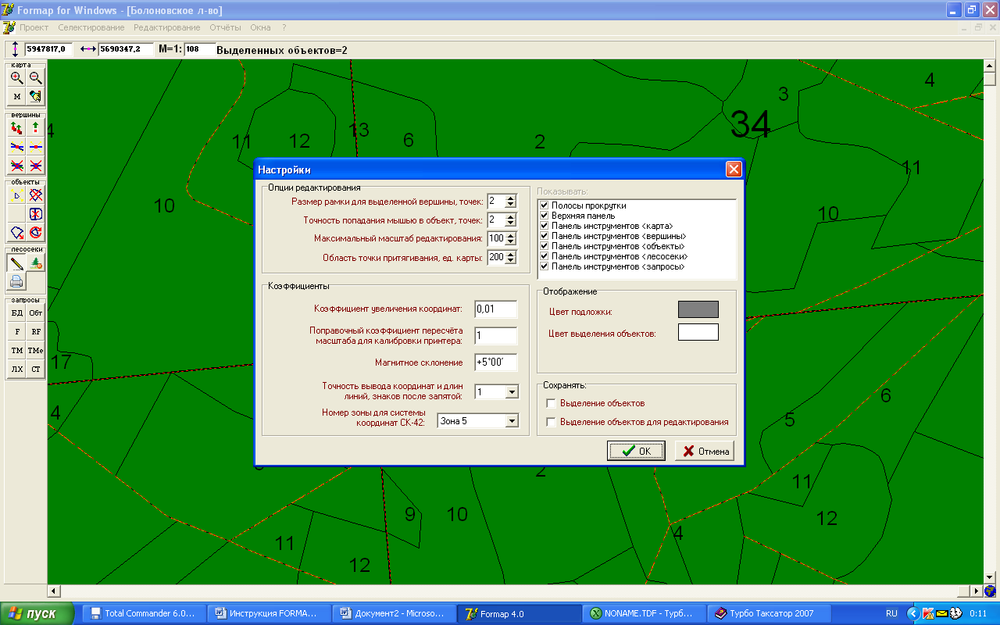 Formap for Windows - [Болоновское л-во]
Проект Селектирование Редактирование Отчёты Окна ?
5947817,0 5690347,2 М=1: 108 Выделенных объектов=2
карта
М
вершины
объекты
лесосеки
запросы
БД Обт
F RF
ТМ ТМе
ЛХ СТ
4
3
34
4
13
11
12
6
2
11
10
10
17
4
6
5
2
11
9
10
12
4
11
12
Настройки
Опции редактирования
Размер рамки для выделенной вершины, точек: 2
Точность попадания мышью в объект, точек: 2
Максимальный масштаб редактирования: 100
Область точки притягивания, ед. карты: 200
Коэффициенты
Коэффициент увеличения координат: 0,01
Поправочный коэффициент пересчёта
масштаба для калибровки принтера: 1
Магнитное склонение +5°00'
Точность вывода координат и длин
линий, знаков после запятой: 1
Номер зоны для системы
координат СК-42: Зона 5
Показывать:
Полосы прокрутки
Верхняя панель
Панель инструментов <карта>
Панель инструментов <вершины>
Панель инструментов <объекты>
Панель инструментов <лесосеки>
Панель инструментов <запросы>
Отображение
Цвет подложки:
Цвет выделения объектов:
Сохранять:
Выделение объектов
Выделение объектов для редактирования
OK Отмена
пуск Total Commander 6.0... Инструкция FORMA... Документ2 - Microso... Formap 4.0 NONAME.TDF - Турб... Турбо Таксатор 2007 RU 0:11